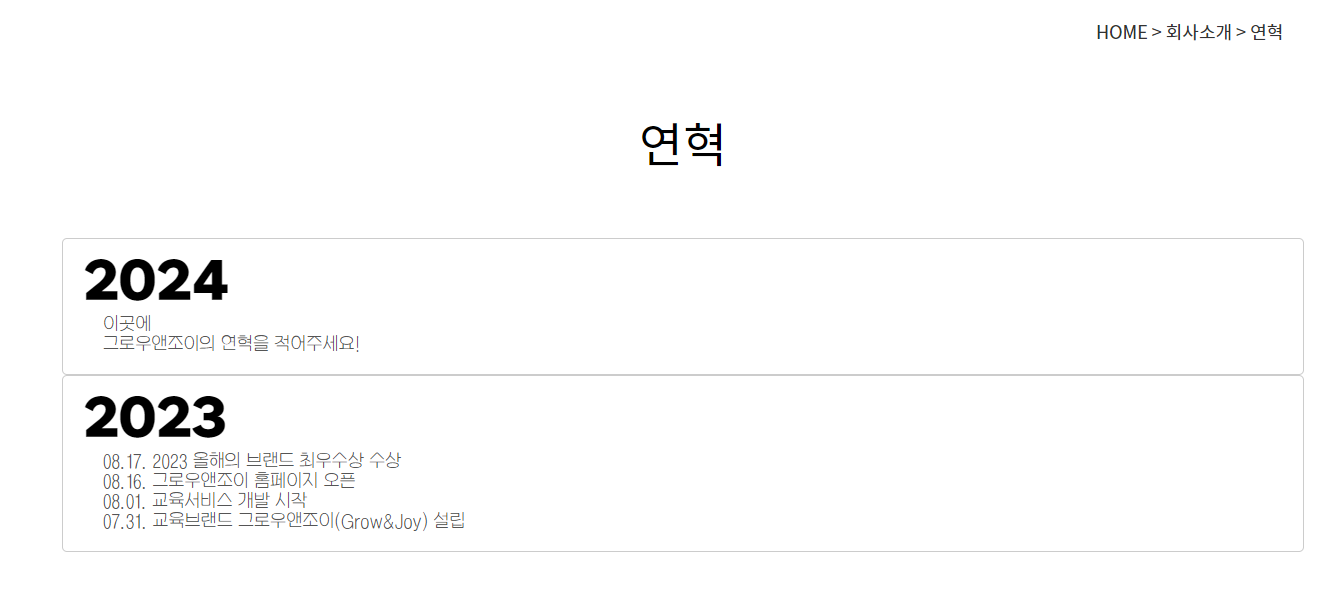 HOME > 회사소개 > 연혁
연혁
2024
이곳에
그로우앤조이의 연혁을 적어주세요!
2023
08.17. 2023 올해의 브랜드 최우수상 수상
08.16. 그로우앤조이 홈페이지 오픈
08.01. 교육서비스 개발 시작
07.31. 교육브랜드 그로우앤조이(Grow&Joy) 설립